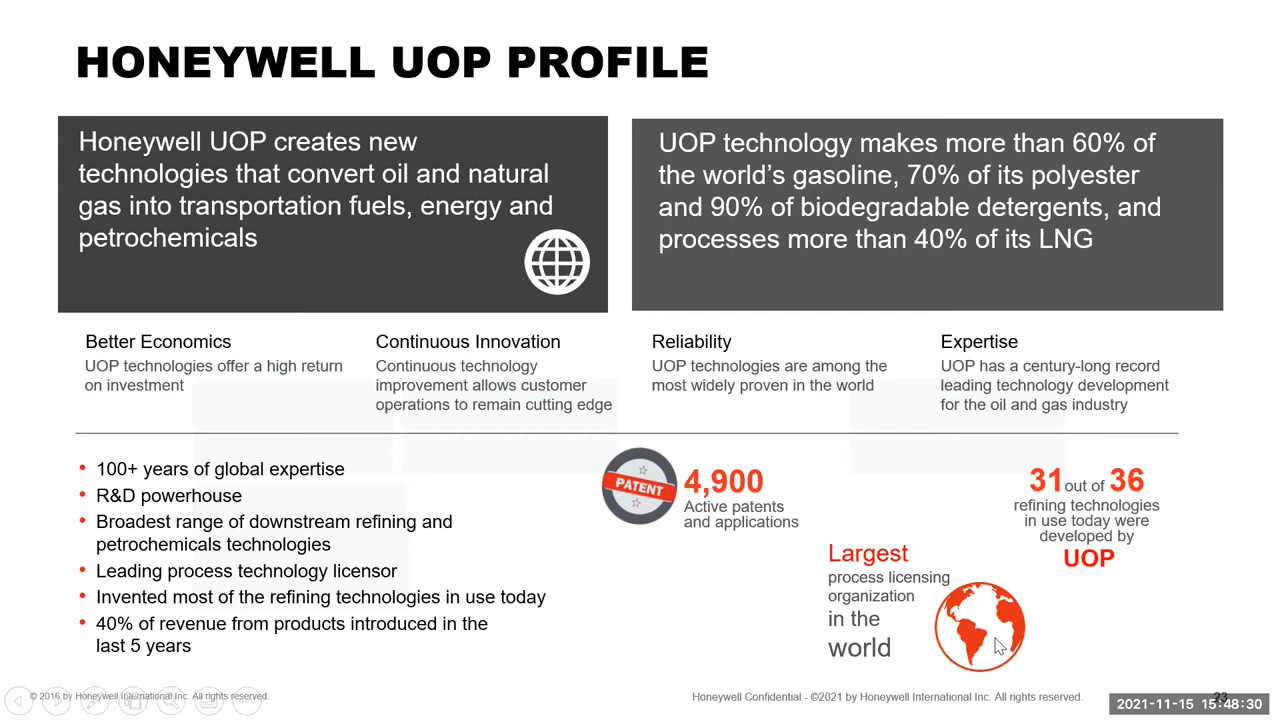 HONEYWELL UOP PROFILE
Honeywell UOP creates new
technologies that convert oil and natural
gas into transportation fuels, energy and
petrochemicals
UOP technology makes more than 60% of
the world's gasoline, 70% of its polyester
and 90% of biodegradable detergents, and
processes more than 40% of its LNG
Better Economics
UOP technologies offer a high return
on investment
Continuous Innovation
Continuous technology
improvement allows customer
operations to remain cutting edge
Reliability
UOP technologies are among the
most widely proven in the world
Expertise
UOP has a century-long record
leading technology development
for the oil and gas industry
• 100+ years of global expertise
• R&D powerhouse
• Broadest range of downstream refining and
petrochemicals technologies
• Leading process technology licensor
• Invented most of the refining technologies in use today
• 40% of revenue from products introduced in the
last 5 years
PATENT
4,900
Active patents
and applications
Largest
process licensing
organization
in the
world
31 out of 36
refining technologies
in use today were
developed by
UOP
© 2016 by Honeywell International Inc. All rights reserved.
Honeywell Confidential - ©2021 by Honeywell International Inc. All rights reserved.
23
2021-11-15 15:48:30